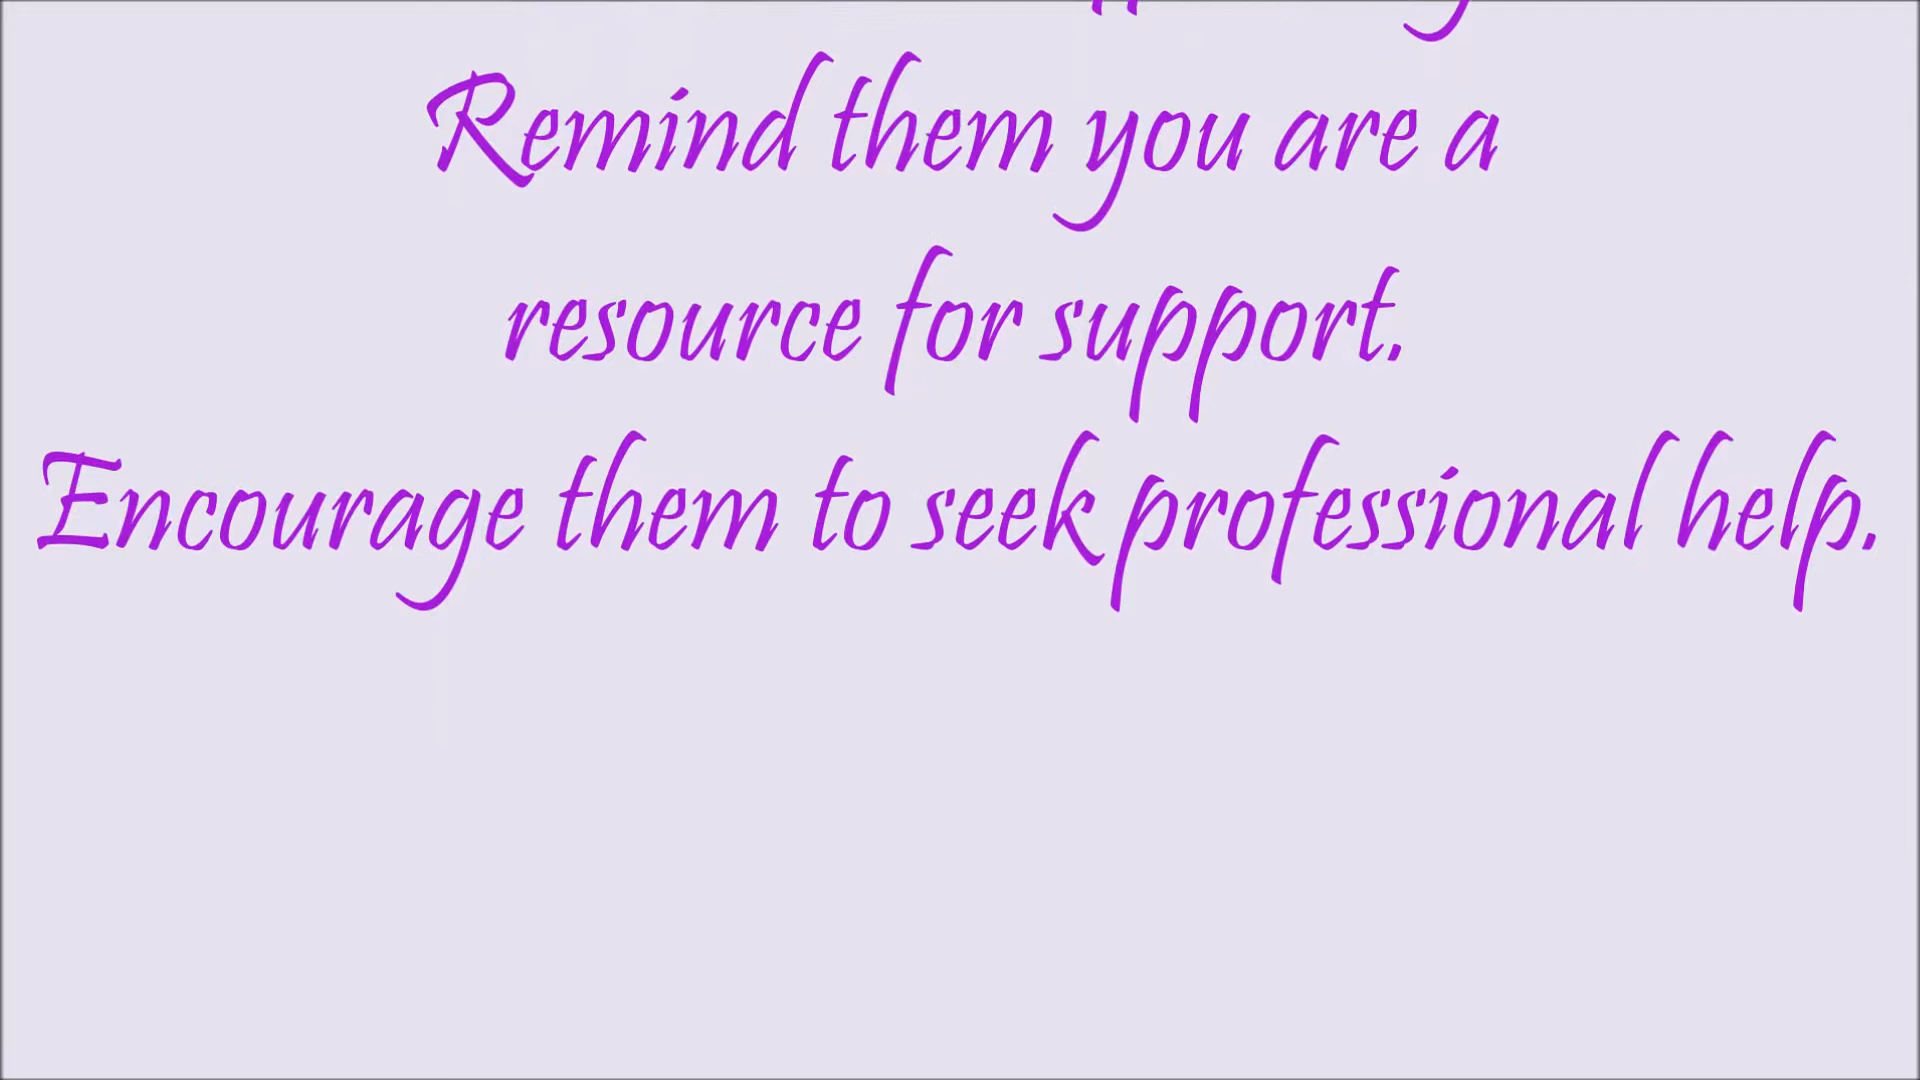 Remind them you are a
resource for support.
Encourage them to seek professional help.